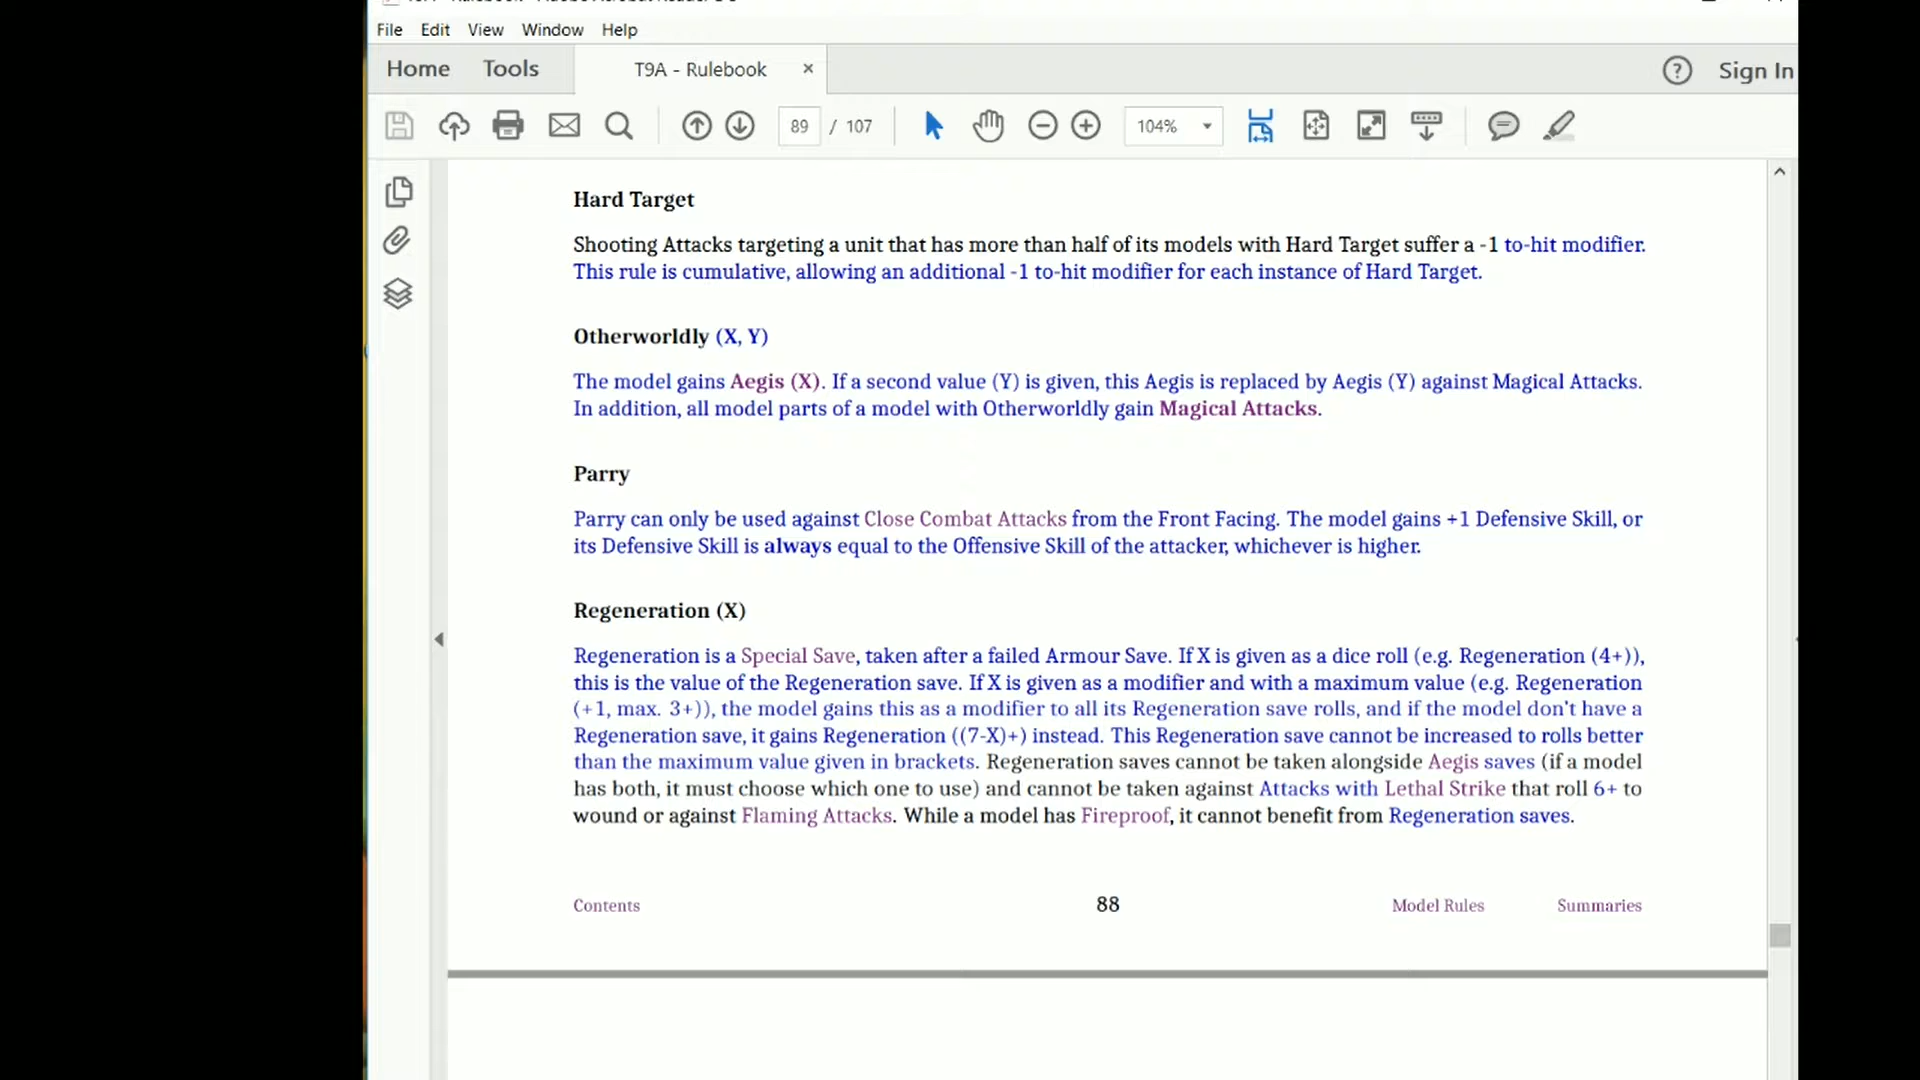 File Edit View Window Help
Home Tools T9A - Rulebook × Sign In
89 / 107 104%
Hard Target
Shooting Attacks targeting a unit that has more than half of its models with Hard Target suffer a -1 to-hit modifier.
This rule is cumulative, allowing an additional -1 to-hit modifier for each instance of Hard Target.
Otherworldly (X, Y)
The model gains Aegis (X). If a second value (Y) is given, this Aegis is replaced by Aegis (Y) against Magical Attacks.
In addition, all model parts of a model with Otherworldly gain Magical Attacks.
Parry
Parry can only be used against Close Combat Attacks from the Front Facing. The model gains +1 Defensive Skill, or
its Defensive Skill is always equal to the Offensive Skill of the attacker, whichever is higher.
Regeneration (X)
Regeneration is a Special Save, taken after a failed Armour Save. If X is given as a dice roll (e.g. Regeneration (4+)),
this is the value of the Regeneration save. If X is given as a modifier and with a maximum value (e.g. Regeneration
(+1, max. 3+)), the model gains this as a modifier to all its Regeneration save rolls, and if the model don't have a
Regeneration save, it gains Regeneration ((7-X)+) instead. This Regeneration save cannot be increased to rolls better
than the maximum value given in brackets. Regeneration saves cannot be taken alongside Aegis saves (if a model
has both, it must choose which one to use) and cannot be taken against Attacks with Lethal Strike that roll 6+ to
wound or against Flaming Attacks. While a model has Fireproof, it cannot benefit from Regeneration saves.
Contents 88 Model Rules Summaries